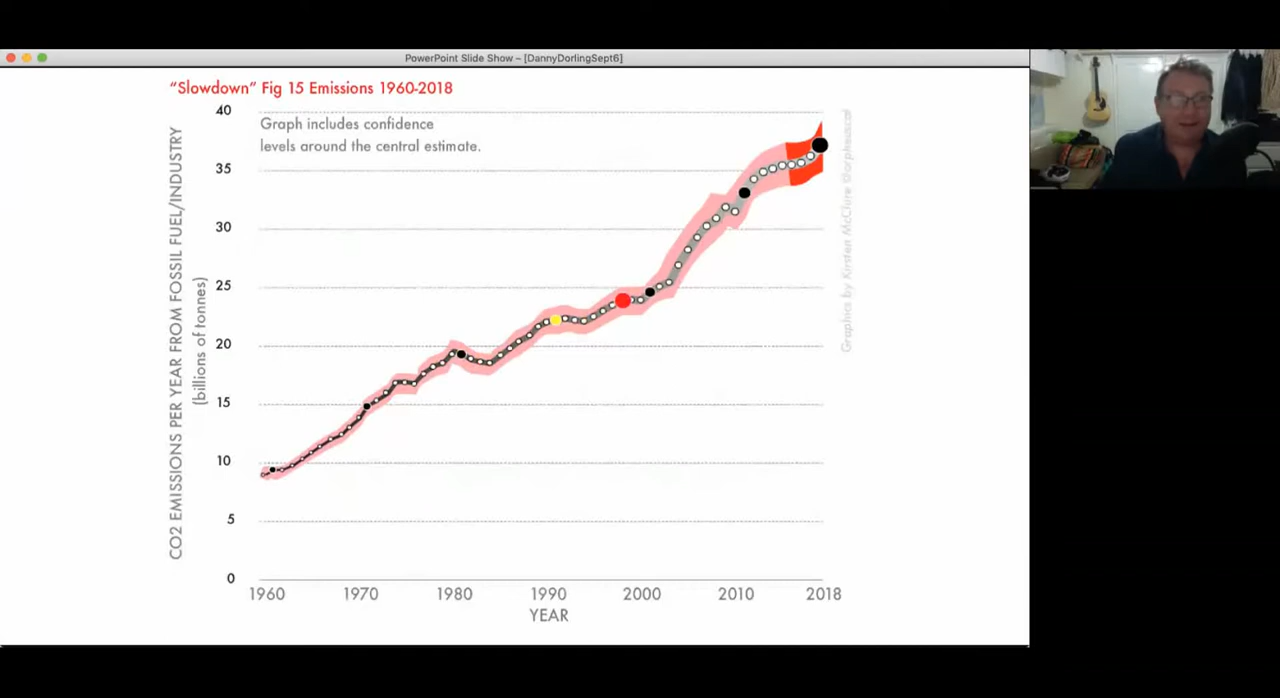 PowerPoint Slide Show – [DannyDorlingSept6]
“Slowdown” Fig 15 Emissions 1960-2018
Graph includes confidence
levels around the central estimate.
CO2 EMISSIONS PER YEAR FROM FOSSIL FUEL/INDUSTRY
(billions of tonnes)
40
35
30
25
20
15
10
5
0
1960 1970 1980 1990 2000 2010 2018
YEAR
Graphics by Kirsten McClure